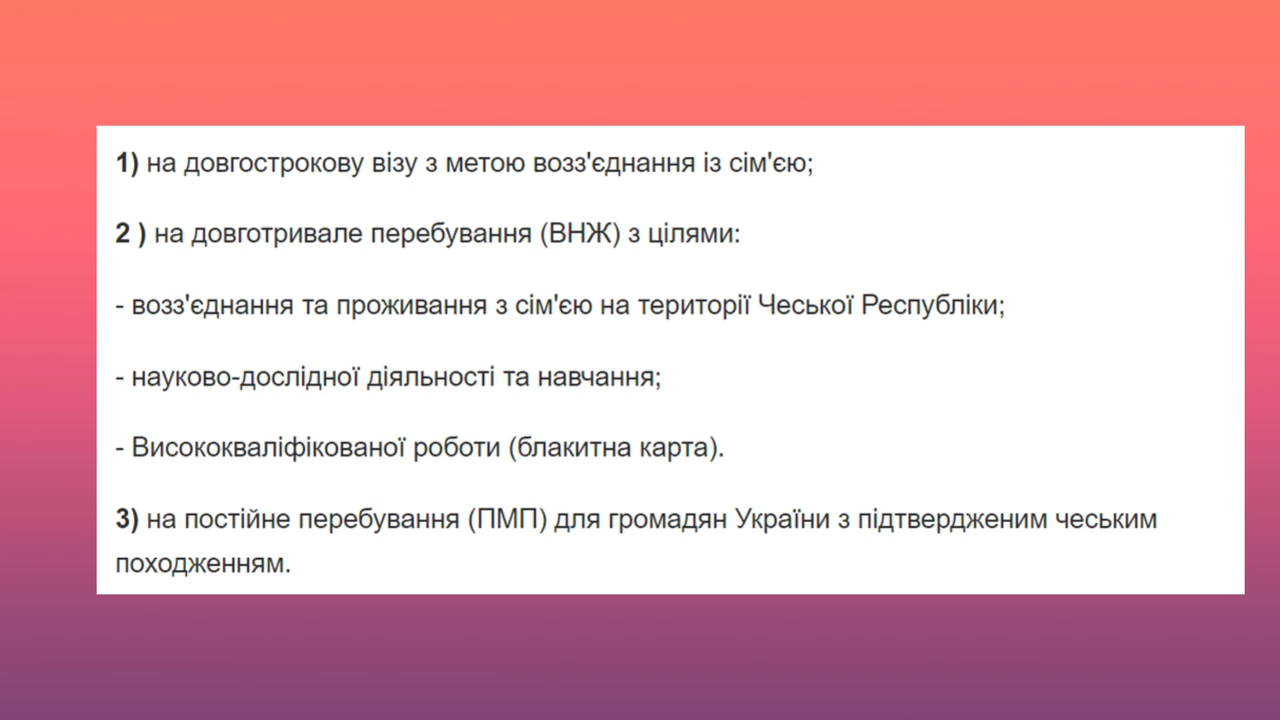 1) на довгострокову візу з метою возз'єднання із сім'єю;
2 ) на довготривале перебування (ВНЖ) з цілями:
- возз'єднання та проживання з сім'єю на території Чеської Республіки;
- науково-дослідної діяльності та навчання;
- Висококваліфікованої роботи (блакитна карта).
3) на постійне перебування (ПМП) для громадян України з підтвердженим чеським
походженням.